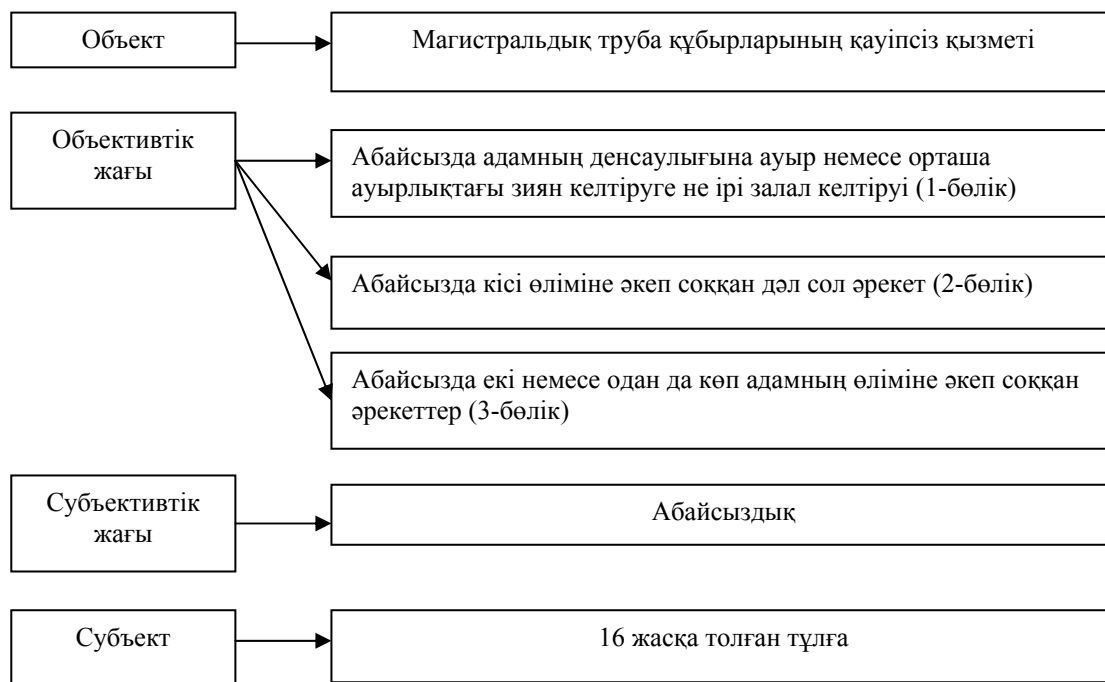 Объект
Магистральдық труба құбырларының қауіпсіз қызметі
Объективтік
жағы
Абайсызда адамның денсаулығына ауыр немесе орташа
ауырлықтағы зиян келтіруге не ірі залал келтіруі (1-бөлік)
Абайсызда кісі өліміне әкеп соққан дәл сол әрекет (2-бөлік)
Абайсызда екі немесе одан да көп адамның өліміне әкеп соққан
әрекеттер (3-бөлік)
Субъективтік
жағы
Абайсыздық
Субъект
16 жасқа толған тұлға